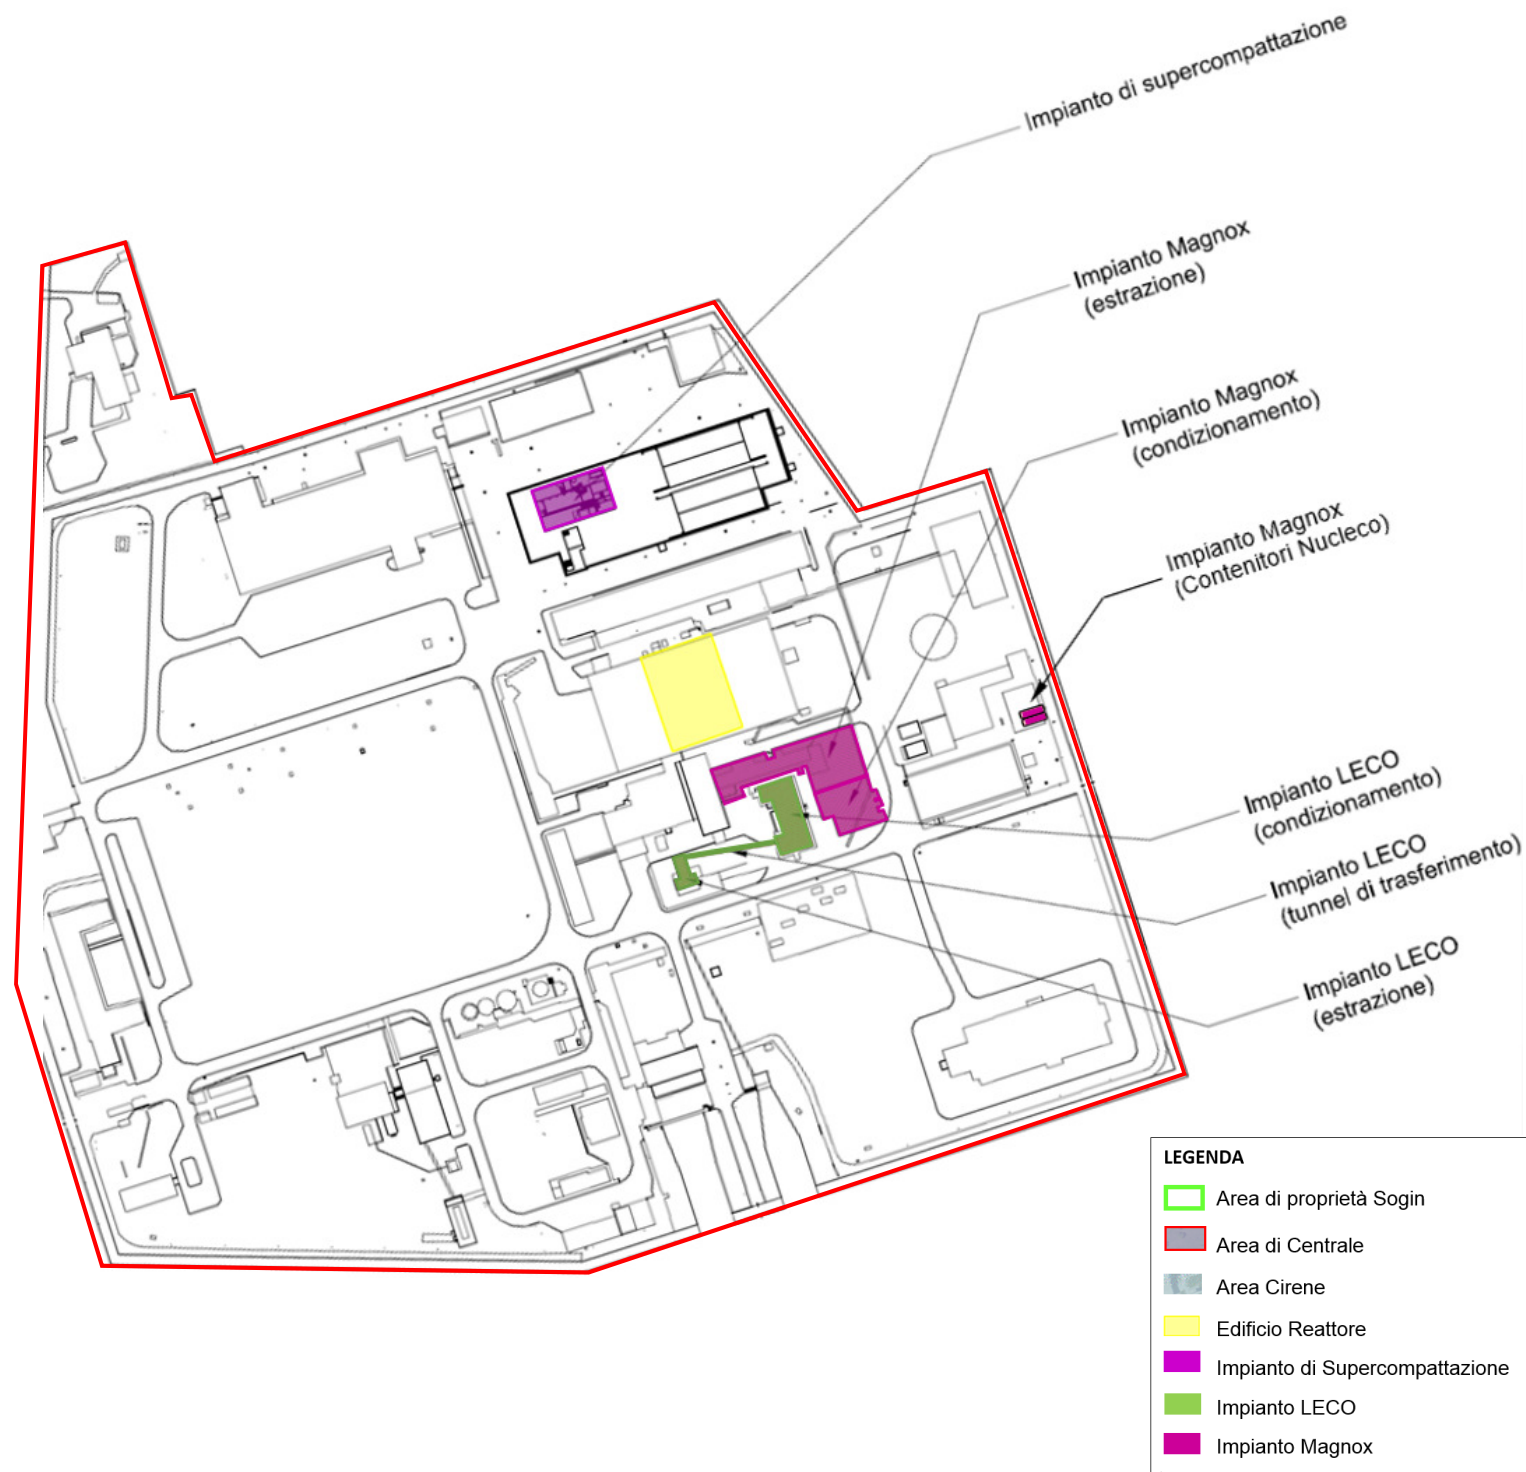 Impianto di supercompattazione
Impianto Magnox
(estrazione)
Impianto Magnox
(condizionamento)
Impianto Magnox
(Contenitori Nucleco)
Impianto LECO
(condizionamento)
Impianto LECO
(tunnel di trasferimento)
Impianto LECO
(estrazione)
LEGENDA
Area di proprietà Sogin
Area di Centrale
Area Cirene
Edificio Reattore
Impianto di Supercompattazione
Impianto LECO
Impianto Magnox